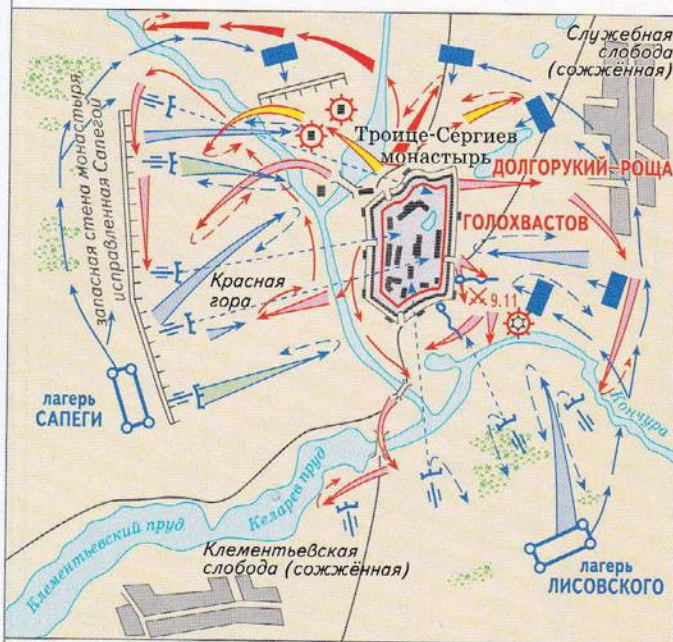 Служебная
слобода
(сожжённая)
запасная стена монастыря,
исправленная Сапегой
Троице-Сергиев
монастырь
ДОЛГОРУКИЙ-РОЩА
ГОЛОХВАСТОВ
Красная
гора
9.11
лагерь
САПЕГИ
Кончура
Келарев пруд
Клементьевский пруд
Клементьевская
слобода (сожжённая)
лагерь
ЛИСОВСКОГО